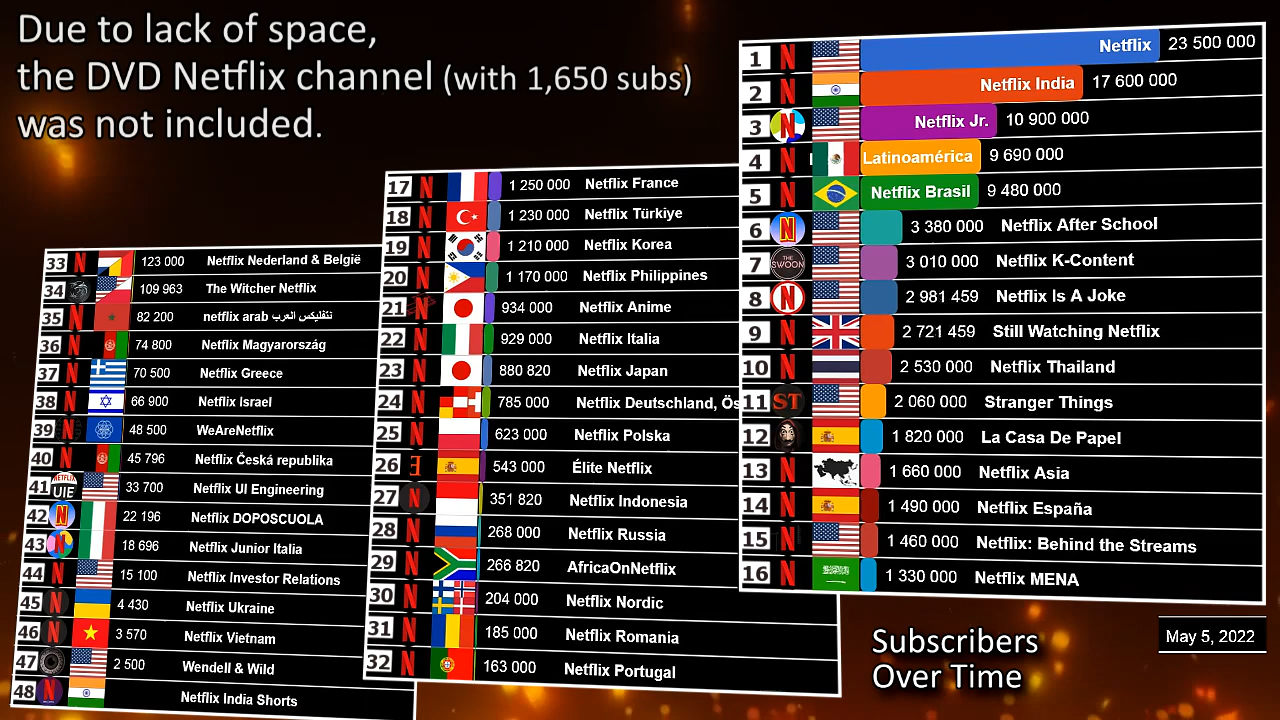 Due to lack of space,
the DVD Netflix channel (with 1,650 subs)
was not included.
1 Netflix 23 500 000
2 Netflix India 17 600 000
3 Netflix Jr. 10 900 000
4 Latinoamérica 9 690 000
5 Netflix Brasil 9 480 000
6 3 380 000 Netflix After School
7 THE SWOON 3 010 000 Netflix K-Content
8 2 981 459 Netflix Is A Joke
9 2 721 459 Still Watching Netflix
10 2 530 000 Netflix Thailand
11 ST 2 060 000 Stranger Things
12 1 820 000 La Casa De Papel
13 1 660 000 Netflix Asia
14 1 490 000 Netflix España
15 1 460 000 Netflix: Behind the Streams
16 1 330 000 Netflix MENA
17 1 250 000 Netflix France
18 1 230 000 Netflix Türkiye
19 1 210 000 Netflix Korea
20 1 170 000 Netflix Philippines
21 934 000 Netflix Anime
22 929 000 Netflix Italia
23 880 820 Netflix Japan
24 785 000 Netflix Deutschland, Ös
25 623 000 Netflix Polska
26 543 000 Élite Netflix
27 351 820 Netflix Indonesia
28 268 000 Netflix Russia
29 266 820 AfricaOnNetflix
30 204 000 Netflix Nordic
31 185 000 Netflix Romania
32 163 000 Netflix Portugal
33 123 000 Netflix Nederland & België
34 109 963 The Witcher Netflix
35 82 200 netflix arab نتفليكس العرب
36 74 800 Netflix Magyarország
37 70 500 Netflix Greece
38 66 900 Netflix Israel
39 48 500 WeAreNetflix
40 45 796 Netflix Česká republika
41 NETFLIX UIE 33 700 Netflix UI Engineering
42 22 196 Netflix DOPOSCUOLA
43 18 696 Netflix Junior Italia
44 15 100 Netflix Investor Relations
45 4 430 Netflix Ukraine
46 3 570 Netflix Vietnam
47 2 500 Wendell & Wild
48 Netflix India Shorts
Subscribers
Over Time
May 5, 2022